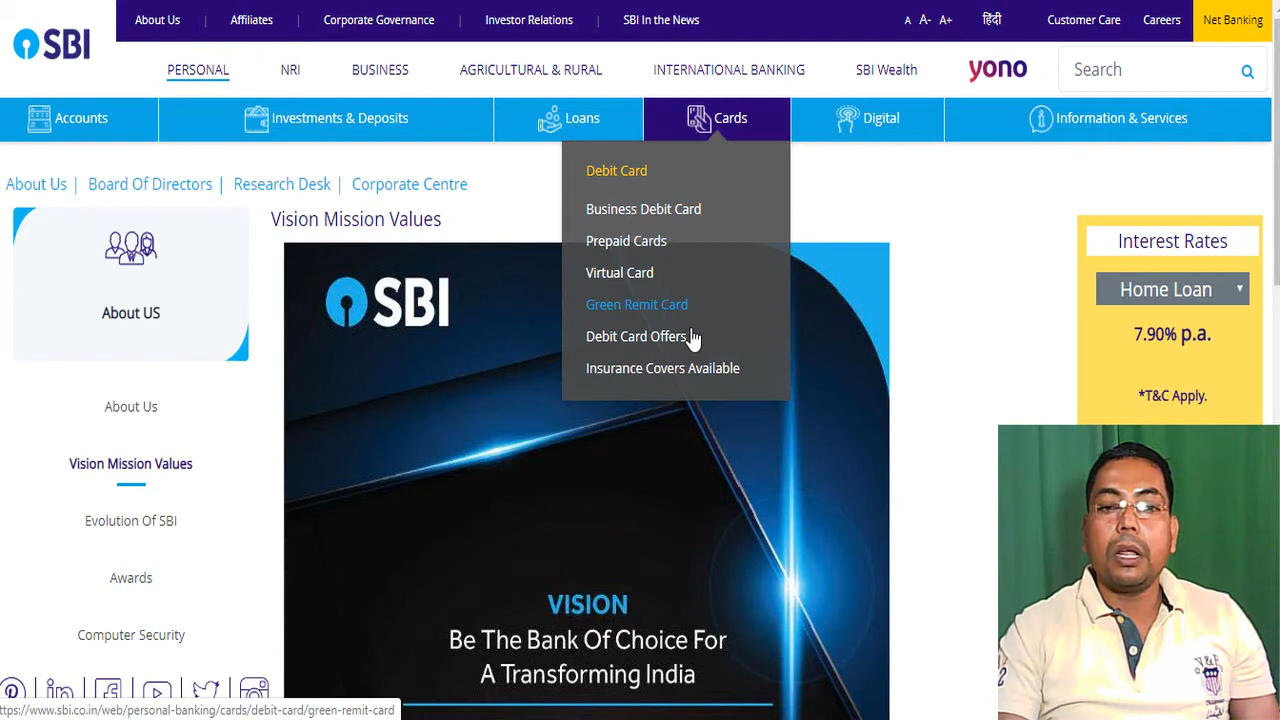 About Us
Affiliates
Corporate Governance
Investor Relations
SBI In the News
A A- A+
हिंदी
Customer Care
Careers
Net Banking
SBI
PERSONAL
NRI
BUSINESS
AGRICULTURAL & RURAL
INTERNATIONAL BANKING
SBI Wealth
yono
Search
Accounts
Investments & Deposits
Loans
Cards
Digital
Information & Services
Debit Card
Business Debit Card
Prepaid Cards
Virtual Card
Green Remit Card
Debit Card Offers
Insurance Covers Available
About Us | Board Of Directors | Research Desk | Corporate Centre
About US
About Us
Vision Mission Values
Evolution Of SBI
Awards
Computer Security
Vision Mission Values
SBI
VISION
Be The Bank Of Choice For
A Transforming India
Interest Rates
Home Loan
7.90% p.a.
*T&C Apply.
ttps://www.sbi.co.in/web/personal-banking/cards/debit-card/green-remit-card